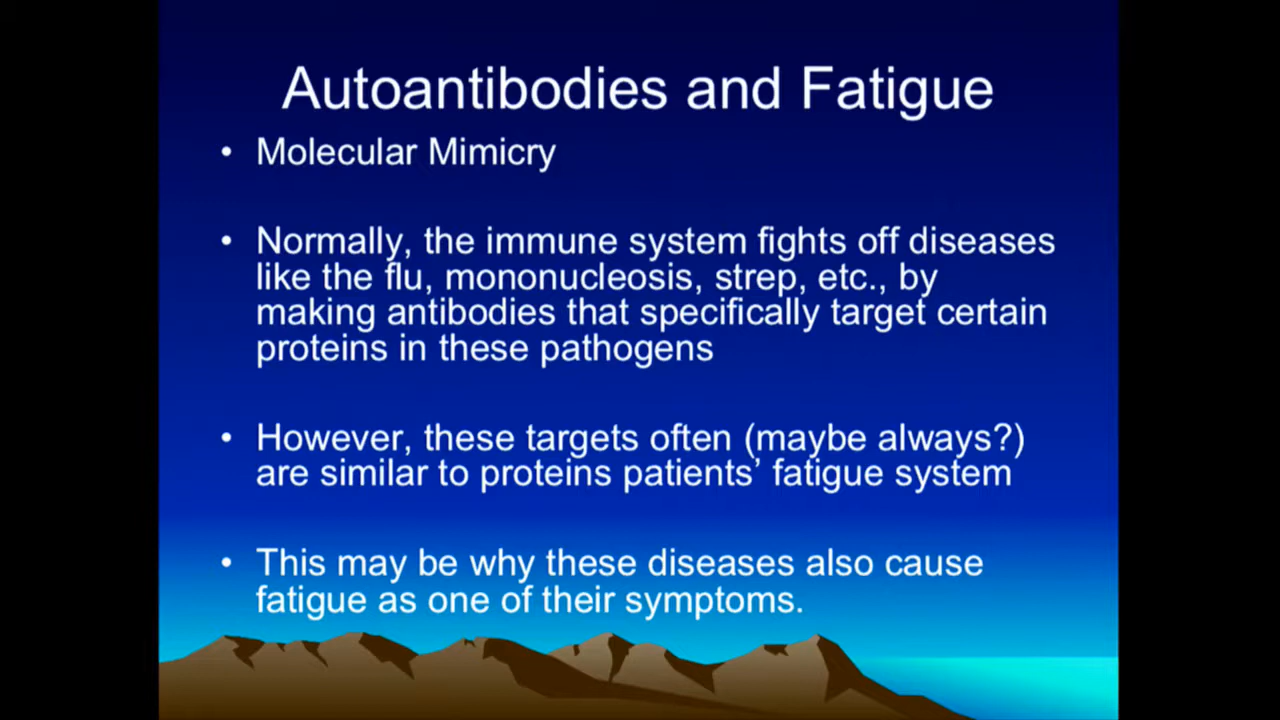 Autoantibodies and Fatigue
• Molecular Mimicry
• Normally, the immune system fights off diseases
like the flu, mononucleosis, strep, etc., by
making antibodies that specifically target certain
proteins in these pathogens
• However, these targets often (maybe always?)
are similar to proteins patients’ fatigue system
• This may be why these diseases also cause
fatigue as one of their symptoms.